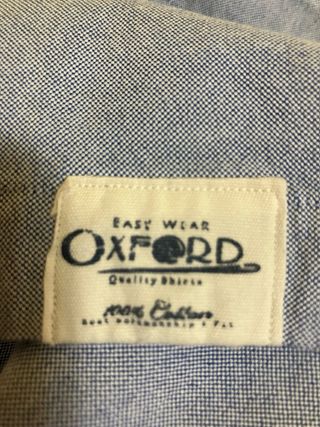 EASY WEAR
OXFORD
Quality Shirts
100% Cotton
Best workmanship & Fit